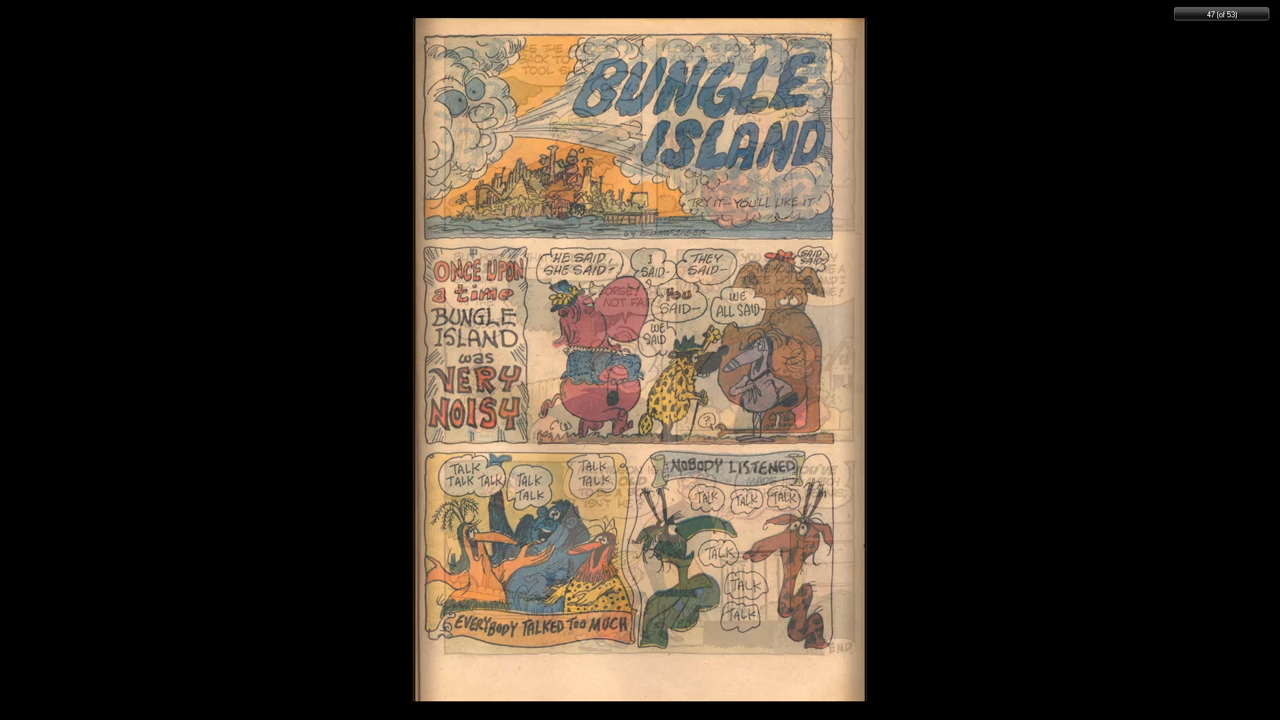 47 (of 53)
BUNGLE
ISLAND
TRY IT- YOU'LL LIKE IT!
ONCE UPON
a time
BUNGLE
ISLAND
was
VERY
NOISY
HE SAID,
SHE SAID-
I
SAID-
THEY
SAID-
SAID
SAID-
YOU
SAID-
WE
ALL SAID-
WE
SAID
?
TALK
TALK TALK
TALK
TALK
TALK
TALK
EVERYBODY TALKED TOO MUCH
NOBODY LISTENED
TALK
TALK
TALK
TALK
TALK
TALK